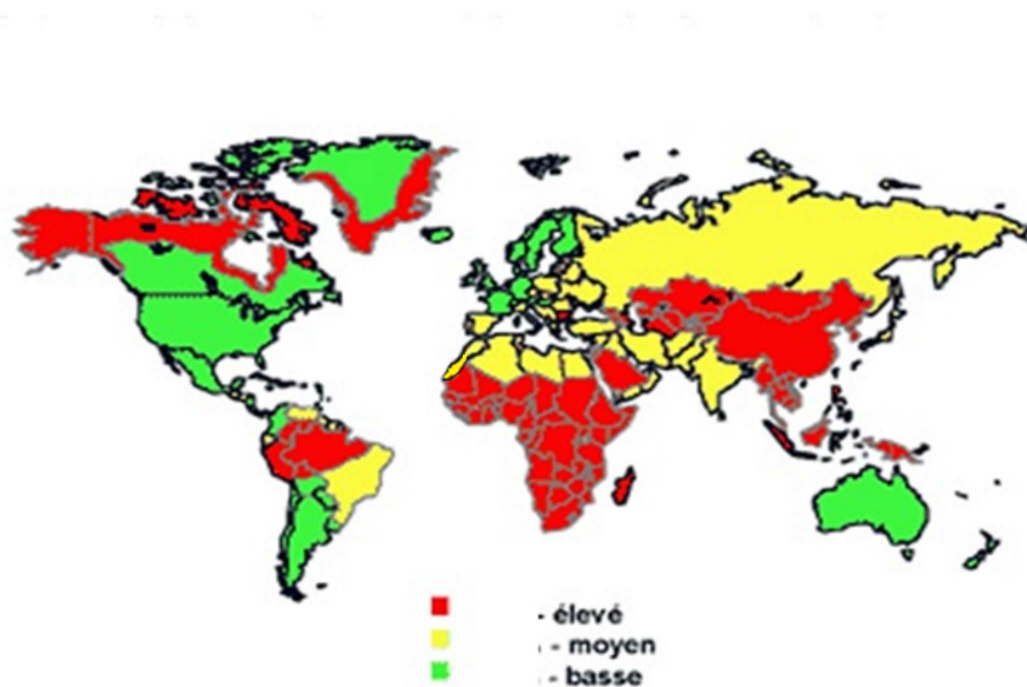 - élevé
- moyen
- basse